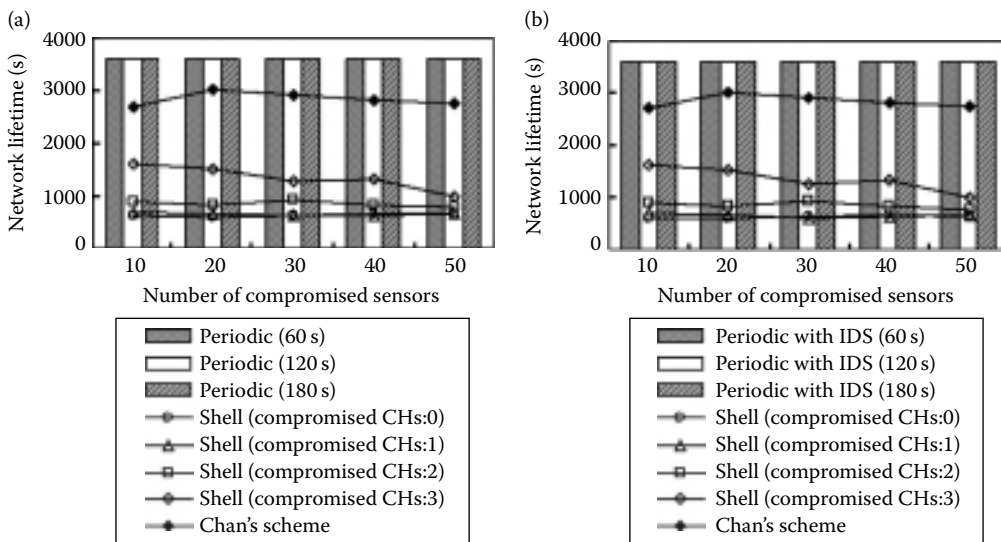 (a)
Network lifetime (s)
4000
3000
2000
1000
0
10 20 30 40 50
Number of compromised sensors
Periodic (60 s)
Periodic (120 s)
Periodic (180 s)
Shell (compromised CHs:0)
Shell (compromised CHs:1)
Shell (compromised CHs:2)
Shell (compromised CHs:3)
Chan's scheme
(b)
Network lifetime (s)
4000
3000
2000
1000
0
10 20 30 40 50
Number of compromised sensors
Periodic with IDS (60 s)
Periodic with IDS (120 s)
Periodic with IDS (180 s)
Shell (compromised CHs:0)
Shell (compromised CHs:1)
Shell (compromised CHs:2)
Shell (compromised CHs:3)
Chan's scheme